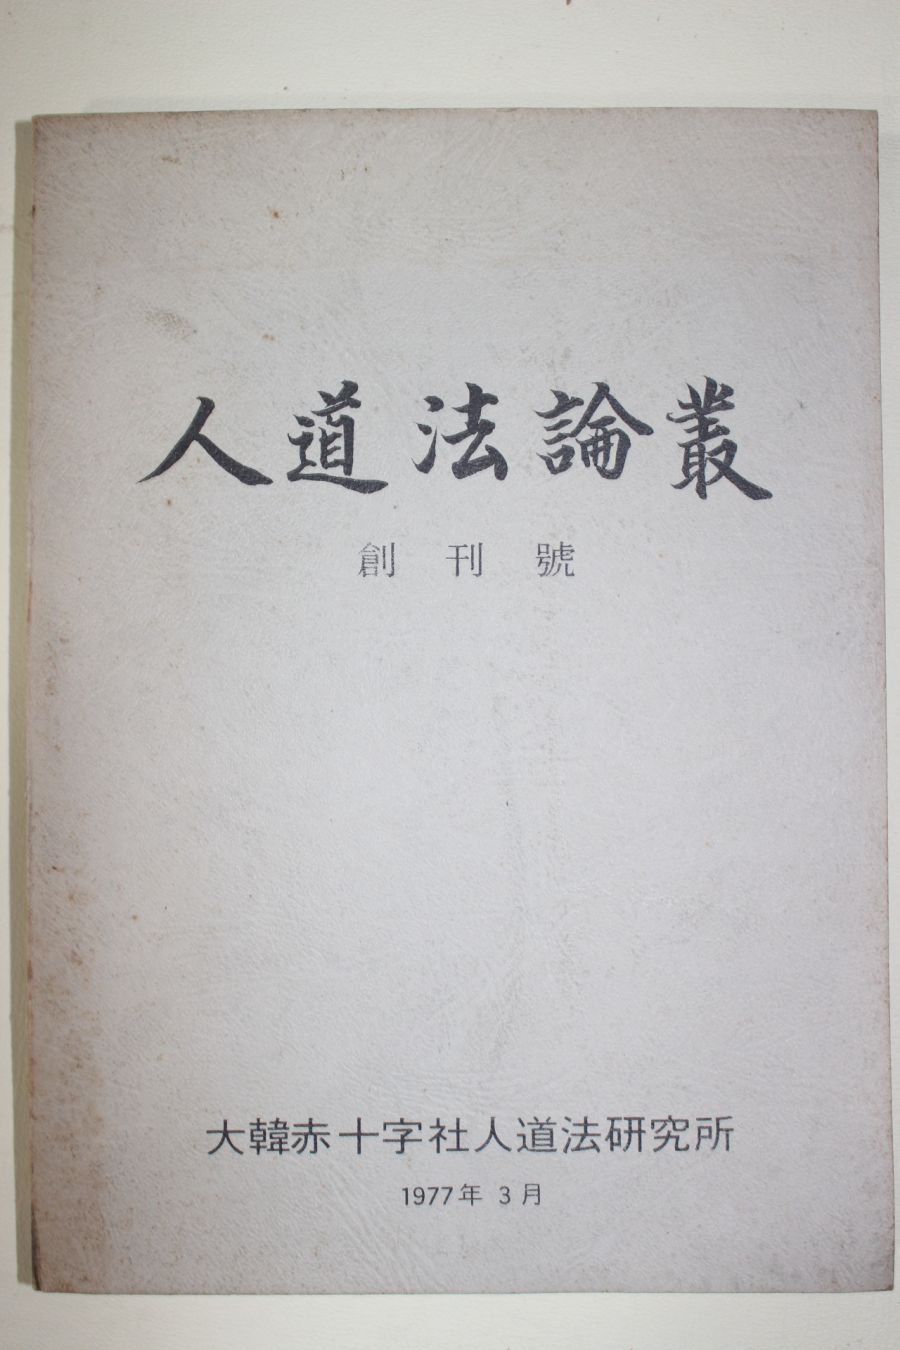 人道法論叢
創刊號
大韓赤十字社人道法研究所
1977年 3月